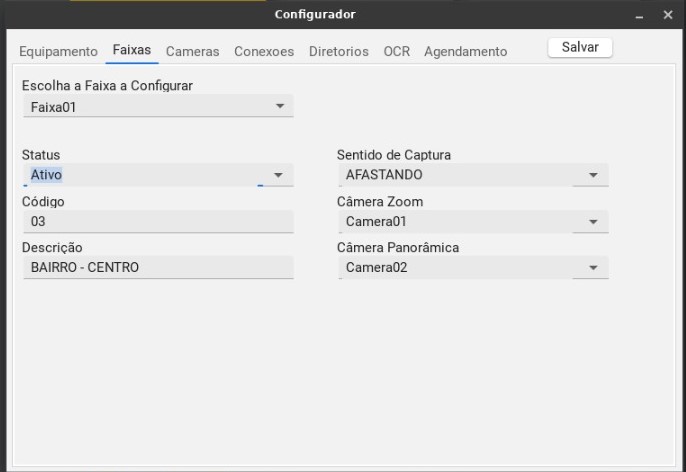 Configurador
Equipamento Faixas Cameras Conexoes Diretorios OCR Agendamento Salvar
Escolha a Faixa a Configurar
Faixa01
Status Sentido de Captura
Ativo AFASTANDO
Código Câmera Zoom
03 Camera01
Descrição Câmera Panorâmica
BAIRRO - CENTRO Camera02